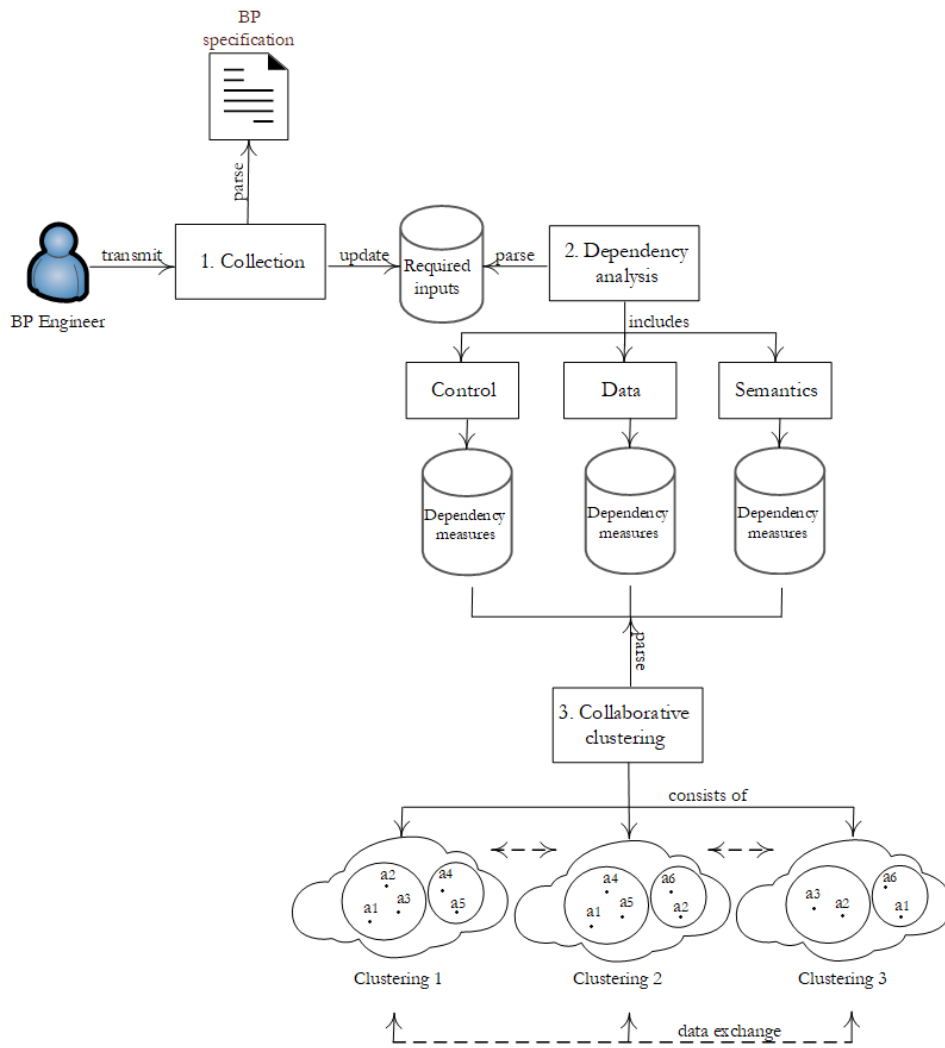 BP
specification
parse
transmit
1. Collection
update
Required
inputs
parse
2. Dependency
analysis
BP Engineer
includes
Control
Data
Semantics
Dependency
measures
Dependency
measures
Dependency
measures
parse
3. Collaborative
clustering
consists of
a2
a1
a3
a4
a5
a4
a1
a5
a6
a2
a3
a2
a6
a1
Clustering 1
Clustering 2
Clustering 3
data exchange